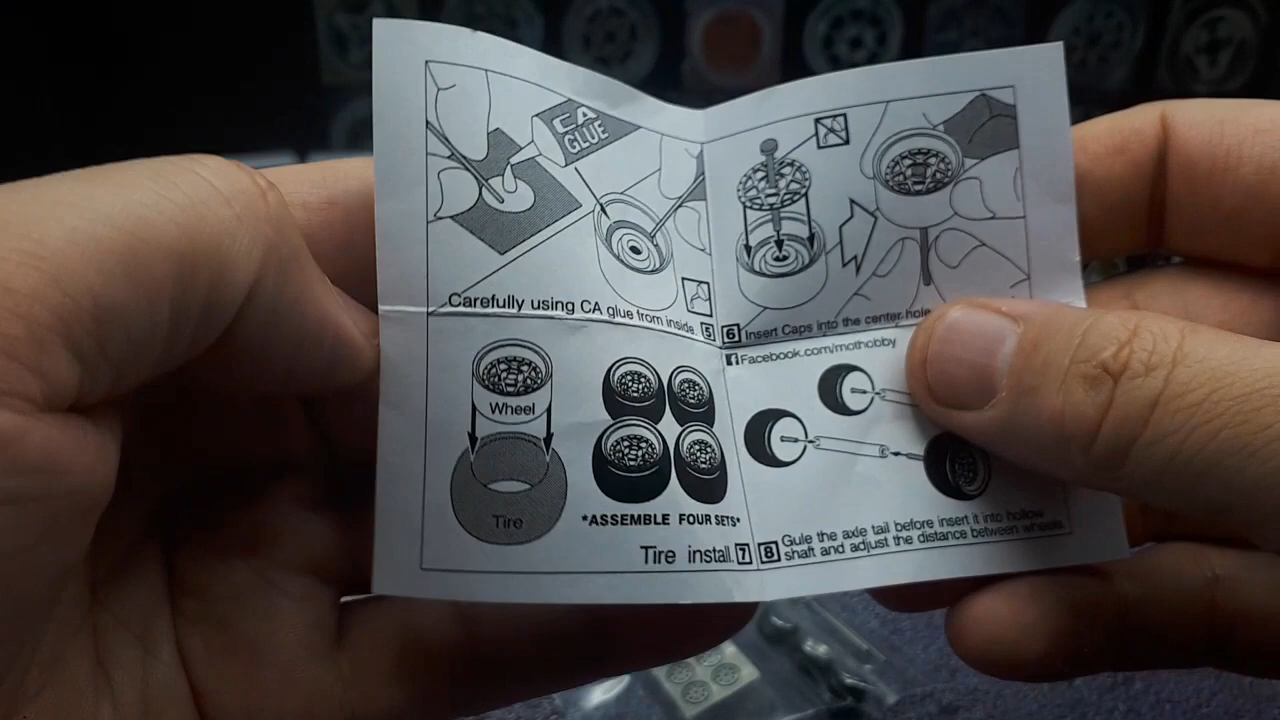 CA
GLUE
Carefully using CA glue from inside. 5
6 Insert Caps into the center hole
Facebook.com/mothobby
Wheel
Tire
*ASSEMBLE FOUR SETS*
Tire install. 7
8 Gule the axle tail before insert it into hollow
shaft and adjust the distance between wheels.